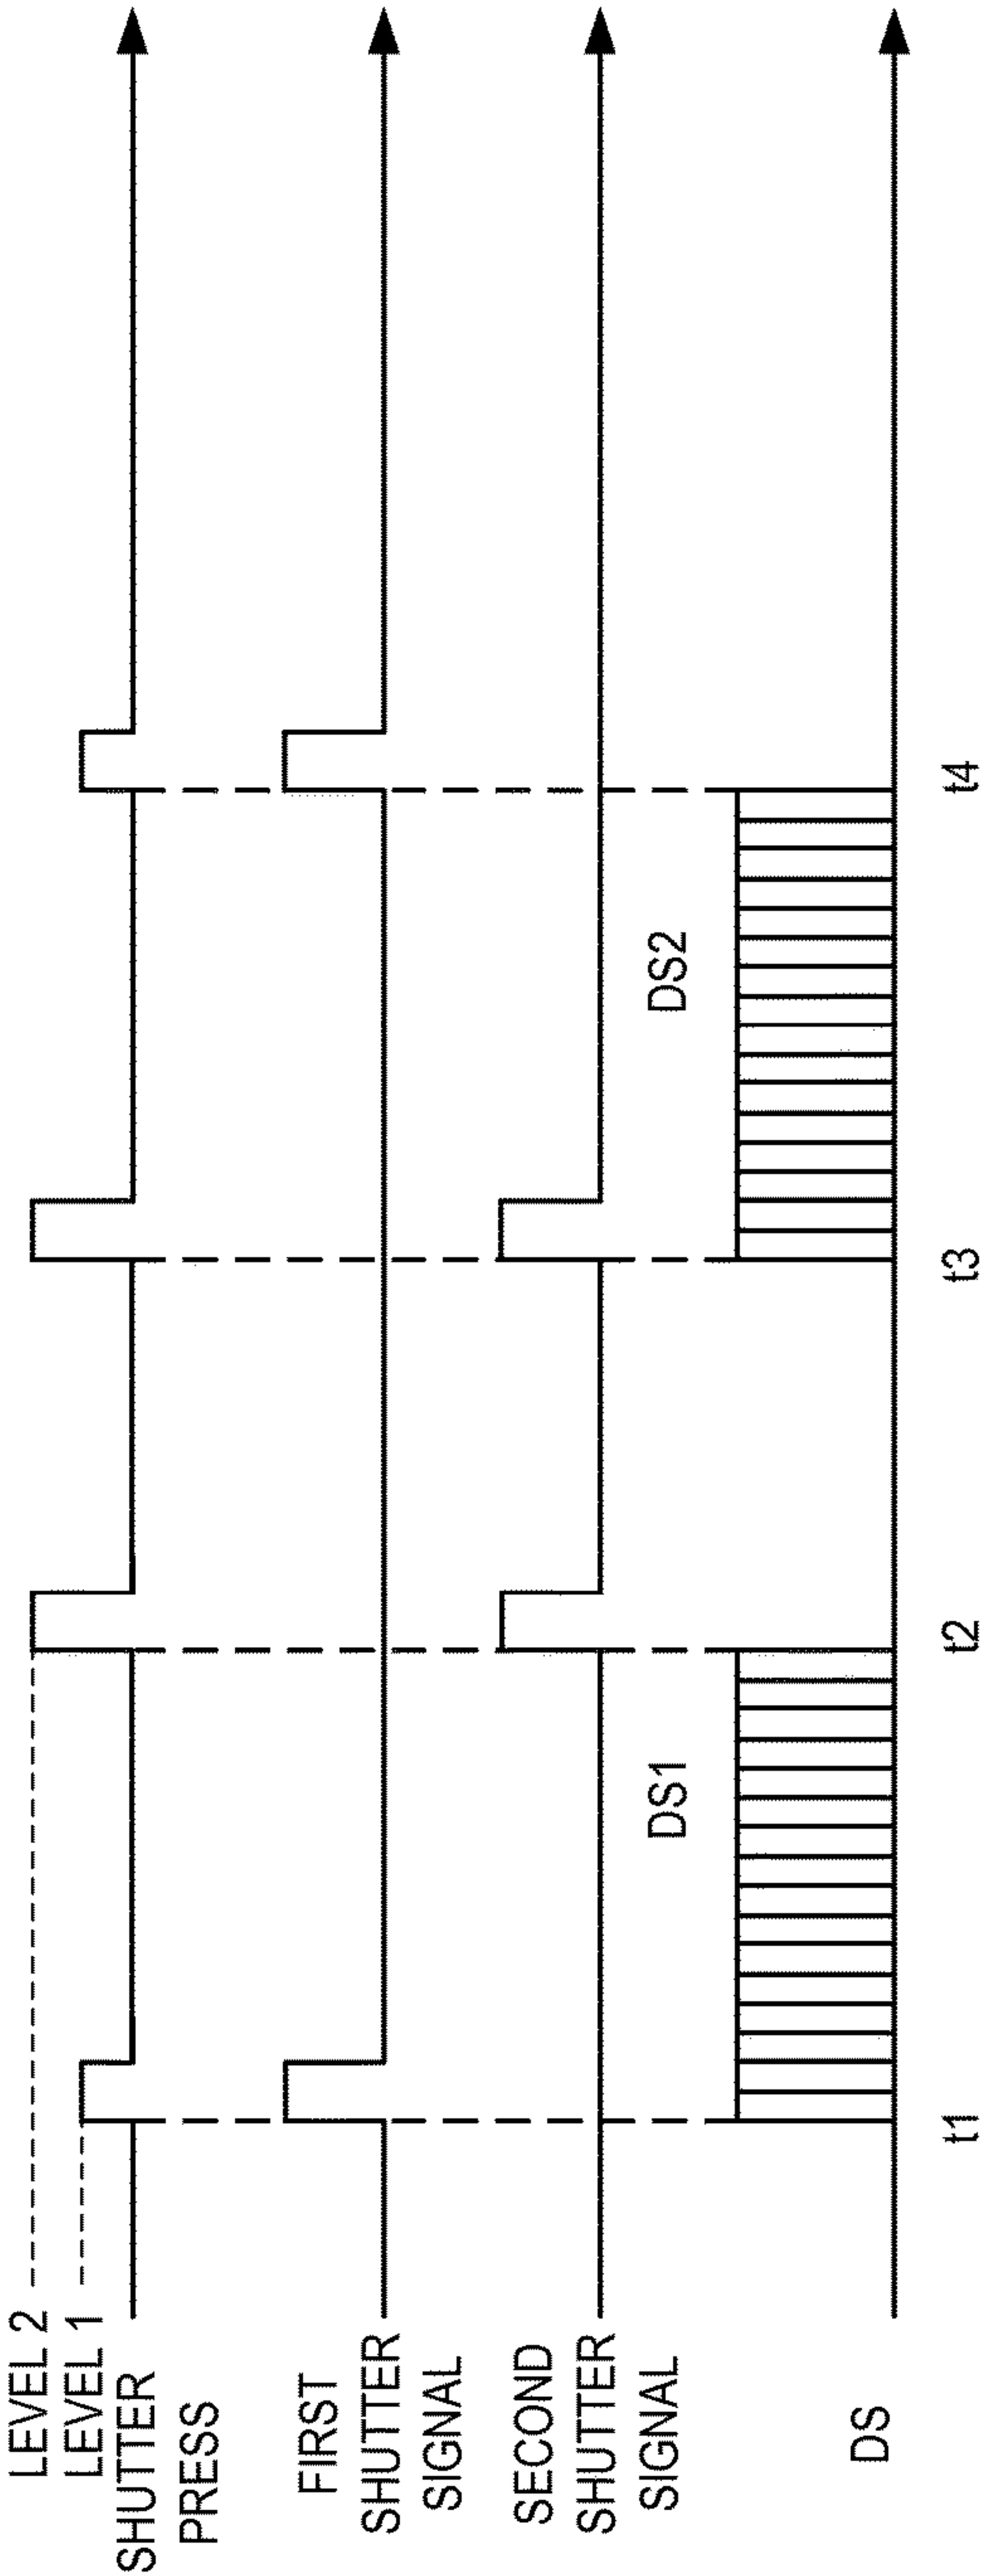 LEVEL 2
LEVEL 1
SHUTTER
PRESS
FIRST
SHUTTER
SIGNAL
SECOND
SHUTTER
SIGNAL
DS1
DS2
DS
t1
t2
t3
t4